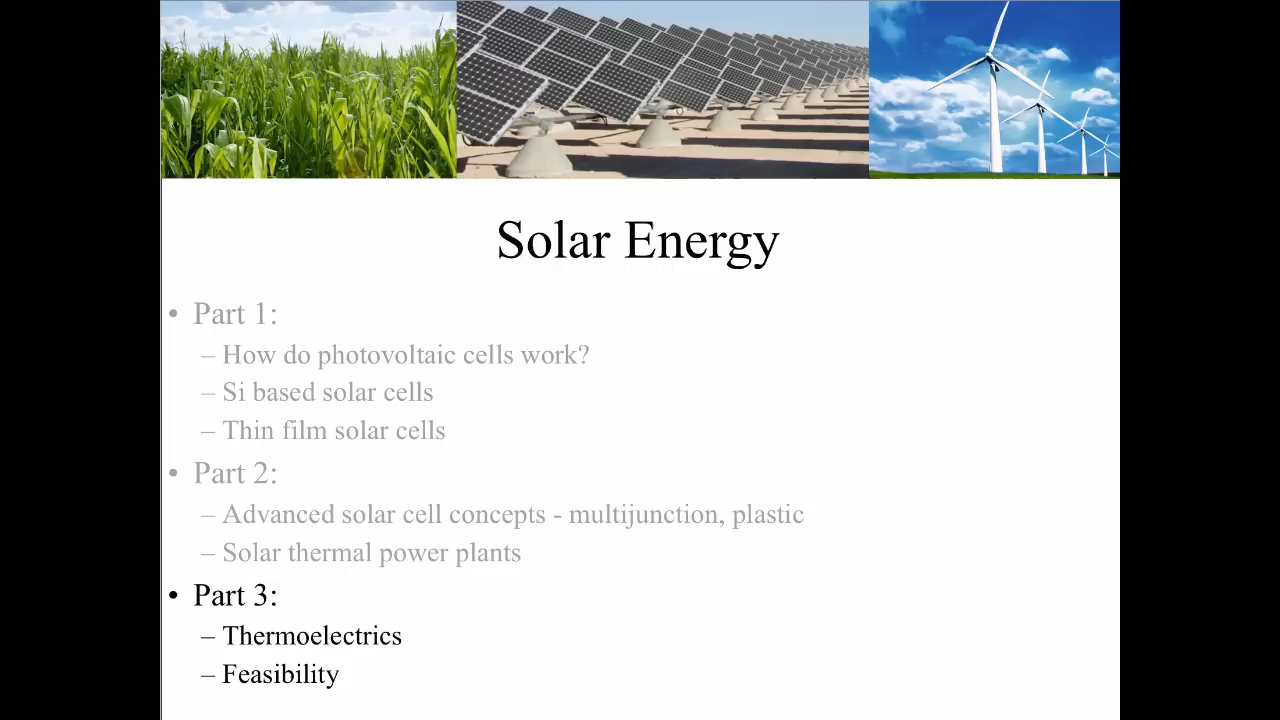 Solar Energy
• Part 1:
– How do photovoltaic cells work?
– Si based solar cells
– Thin film solar cells
• Part 2:
– Advanced solar cell concepts - multijunction, plastic
– Solar thermal power plants
• Part 3:
– Thermoelectrics
– Feasibility